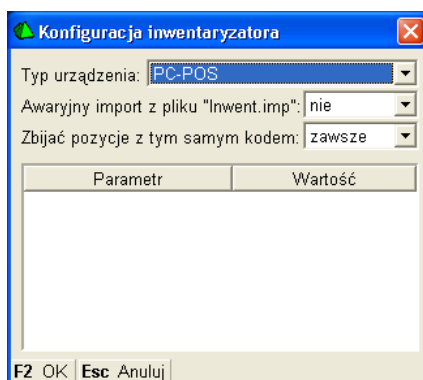 Konfiguracja inwentaryzatora
Typ urządzenia: PC-POS
Awaryjny import z pliku "Inwent.imp": nie
Zbijać pozycje z tym samym kodem: zawsze
Parametr Wartość
F2 OK Esc Anuluj